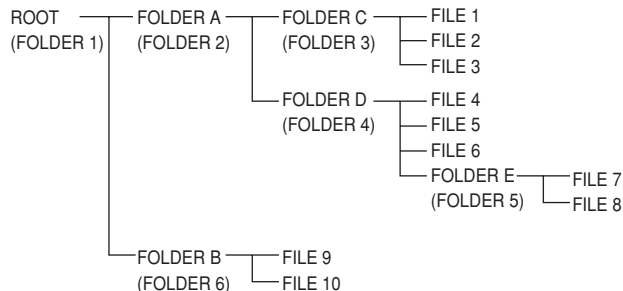 ROOT FOLDER A FOLDER C FILE 1
(FOLDER 1) (FOLDER 2) (FOLDER 3) FILE 2
FILE 3
FOLDER D FILE 4
(FOLDER 4) FILE 5
FILE 6
FOLDER E FILE 7
(FOLDER 5) FILE 8
FOLDER B FILE 9
(FOLDER 6) FILE 10